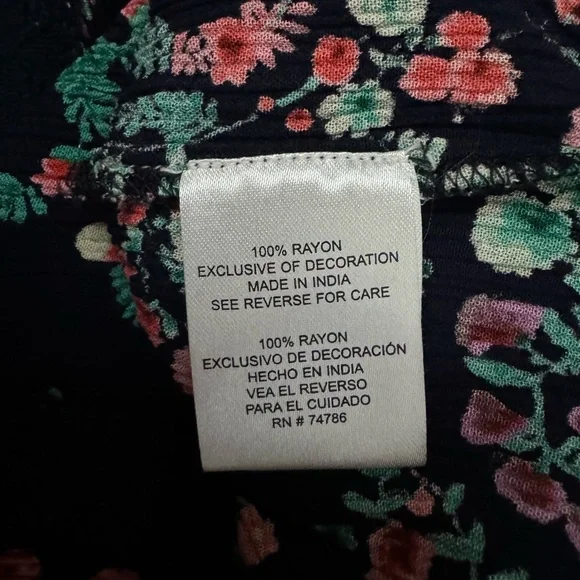 100% RAYON
EXCLUSIVE OF DECORATION
MADE IN INDIA
SEE REVERSE FOR CARE
100% RAYON
EXCLUSIVO DE DECORACIÓN
HECHO EN INDIA
VEA EL REVERSO
PARA EL CUIDADO
RN # 74786